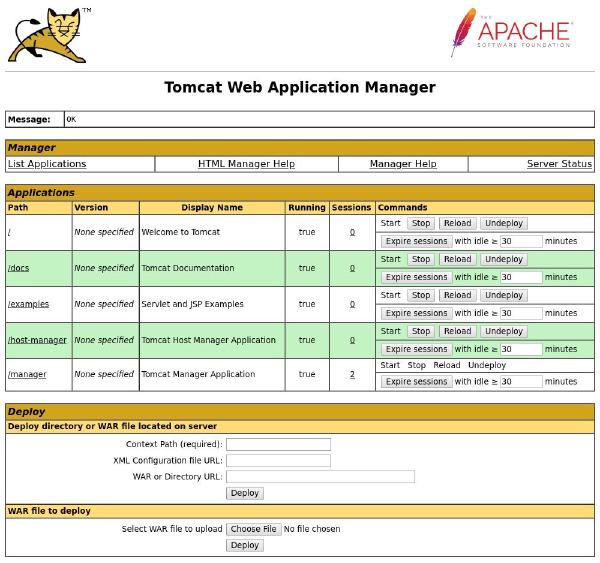 TM
THE
APACHE
SOFTWARE FOUNDATION
Tomcat Web Application Manager
Message: OK
Manager
List Applications HTML Manager Help Manager Help Server Status
Applications
Path Version Display Name Running Sessions Commands
/ None specified Welcome to Tomcat true 0 Start Stop Reload Undeploy
Expire sessions with idle ≥ 30 minutes
/docs None specified Tomcat Documentation true 0 Start Stop Reload Undeploy
Expire sessions with idle ≥ 30 minutes
/examples None specified Servlet and JSP Examples true 0 Start Stop Reload Undeploy
Expire sessions with idle ≥ 30 minutes
/host-manager None specified Tomcat Host Manager Application true 0 Start Stop Reload Undeploy
Expire sessions with idle ≥ 30 minutes
/manager None specified Tomcat Manager Application true 2 Start Stop Reload Undeploy
Expire sessions with idle ≥ 30 minutes
Deploy
Deploy directory or WAR file located on server
Context Path (required):
XML Configuration file URL:
WAR or Directory URL:
Deploy
WAR file to deploy
Select WAR file to upload Choose File No file chosen
Deploy